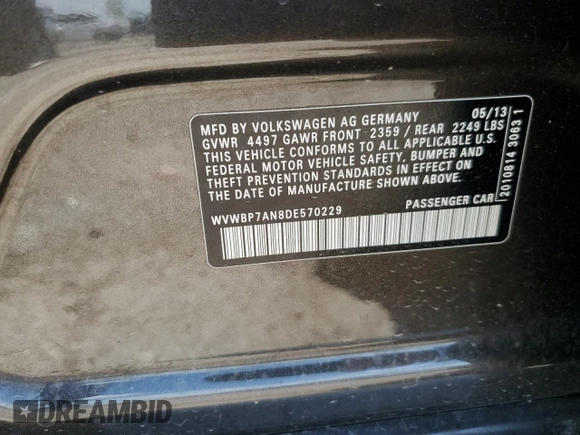 MFD BY VOLKSWAGEN AG GERMANY 05/13
GVWR 4497 GAWR FRONT 2359 / REAR 2249 LBS
THIS VEHICLE CONFORMS TO ALL APPLICABLE U.S.
FEDERAL MOTOR VEHICLE SAFETY, BUMPER AND
THEFT PREVENTION STANDARDS IN EFFECT ON
THE DATE OF MANUFACTURE SHOWN ABOVE.
WVWBP7AN8DE570229 PASSENGER CAR
2010814 3063 1
DREAMBID